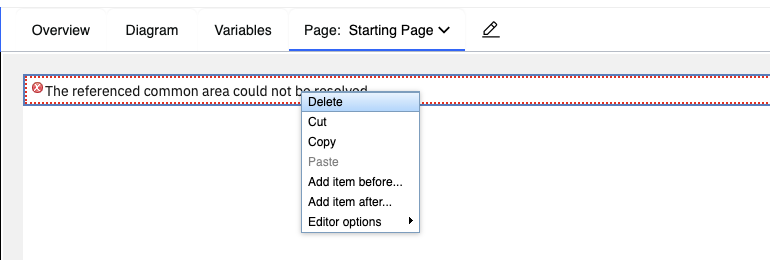 Overview Diagram Variables Page: Starting Page
The referenced common area could not be resolved
Delete
Cut
Copy
Paste
Add item before...
Add item after...
Editor options